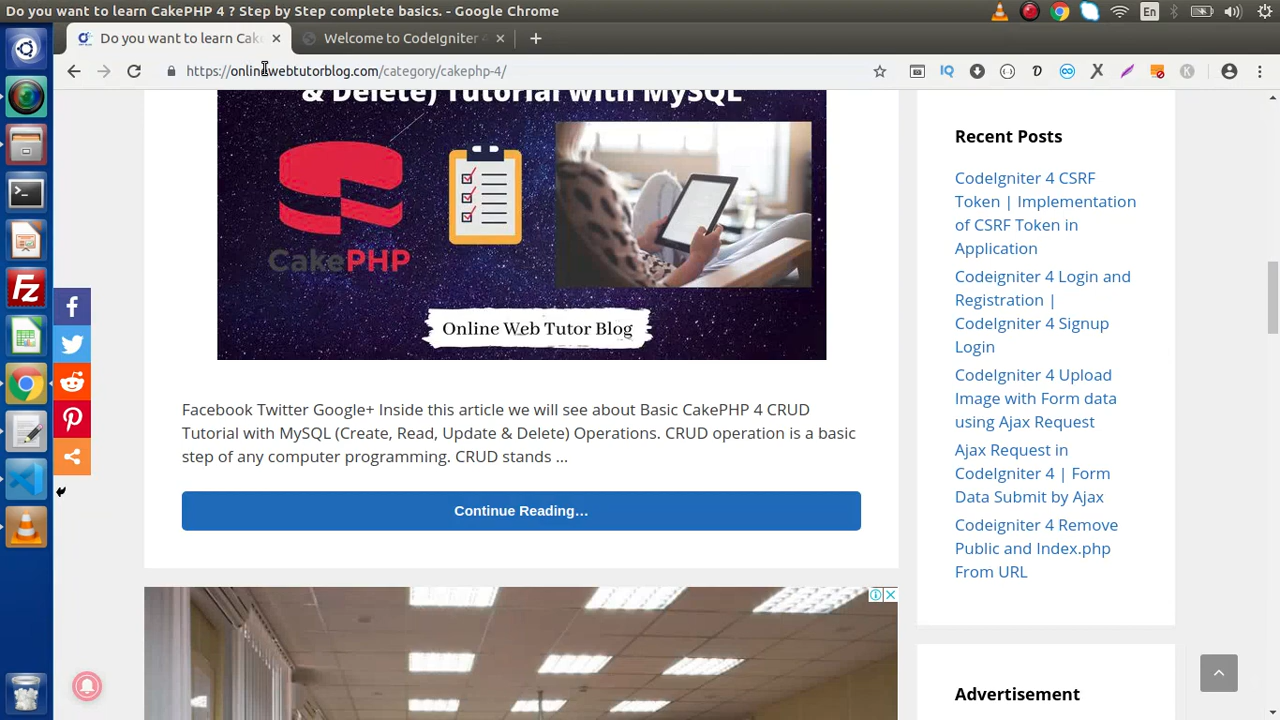 Do you want to learn CakePHP 4 ? Step by Step complete basics. - Google Chrome
En
Do you want to learn Cak
Welcome to CodeIgniter
https://onlinewebtutorblog.com/category/cakephp-4/
IQ
& Delete) Tutorial with MySQL
CakePHP
Online Web Tutor Blog
Facebook Twitter Google+ Inside this article we will see about Basic CakePHP 4 CRUD
Tutorial with MySQL (Create, Read, Update & Delete) Operations. CRUD operation is a basic
step of any computer programming. CRUD stands ...
Continue Reading...
Recent Posts
CodeIgniter 4 CSRF
Token | Implementation
of CSRF Token in
Application
Codeigniter 4 Login and
Registration |
CodeIgniter 4 Signup
Login
CodeIgniter 4 Upload
Image with Form data
using Ajax Request
Ajax Request in
CodeIgniter 4 | Form
Data Submit by Ajax
Codeigniter 4 Remove
Public and Index.php
From URL
Advertisement